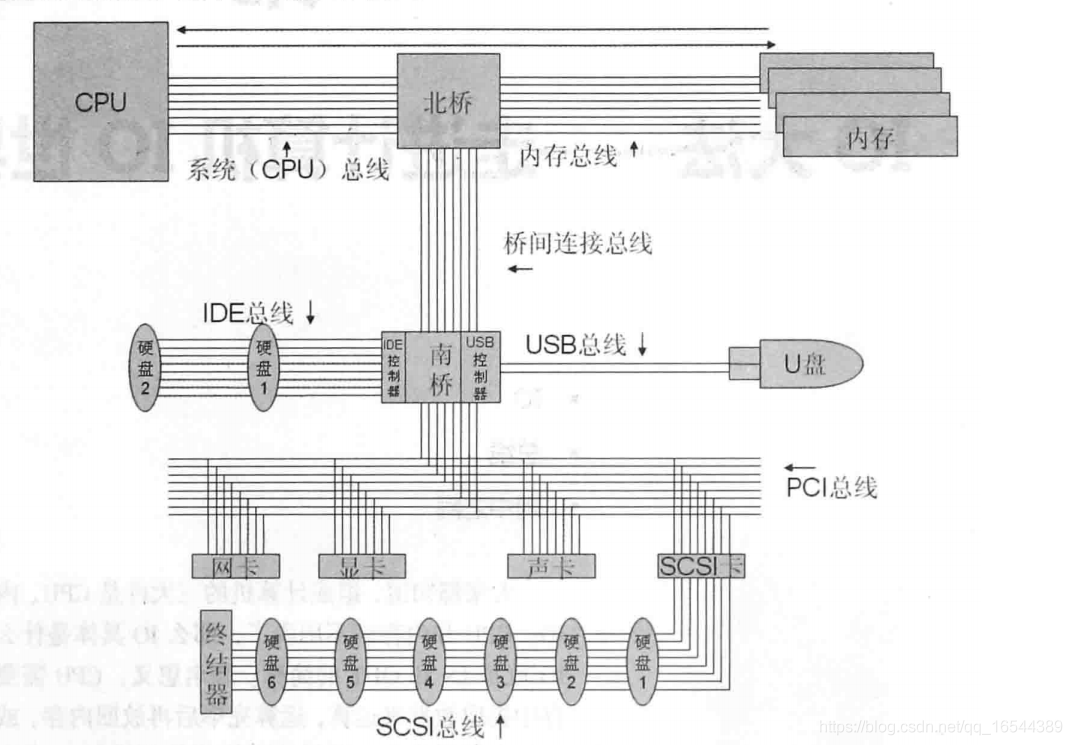 CPU
北桥
内存
系统（CPU）总线
内存总线
桥间连接总线
IDE总线
硬盘2
硬盘1
IDE控制器
南桥
USB控制器
USB总线
U盘
PCI总线
网卡
显卡
声卡
SCSI卡
终结器
硬盘6
硬盘5
硬盘4
硬盘3
硬盘2
硬盘1
SCSI总线
https://blog.csdn.net/qq_16544389